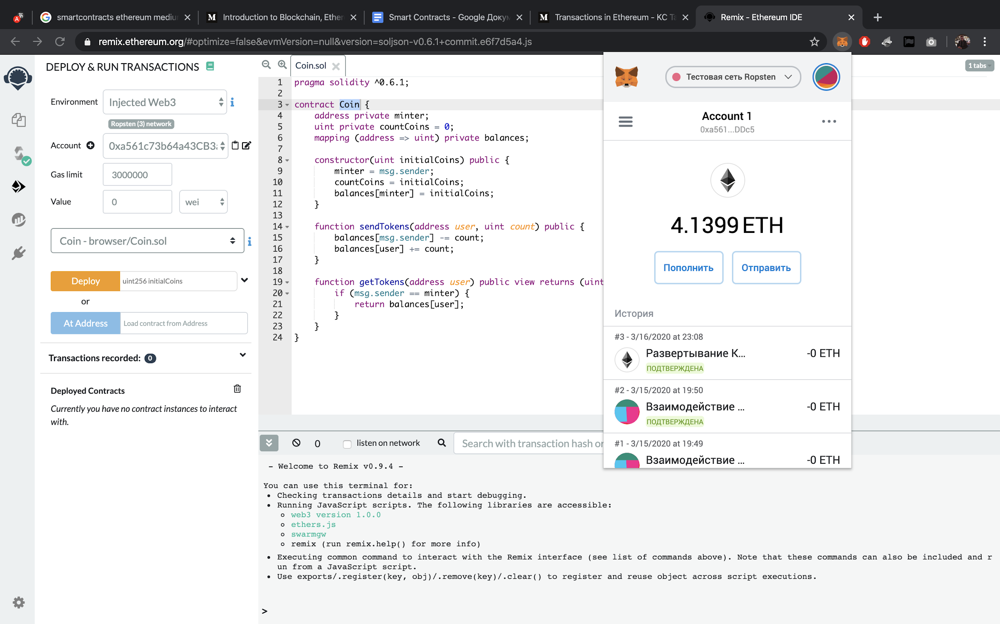 smartcontracts ethereum mediu
Introduction to Blockchain, Ether
Smart Contracts - Google Докум
Transactions in Ethereum - KC Ta
Remix - Ethereum IDE
remix.ethereum.org/#optimize=false&evmVersion=null&version=soljson-v0.6.1+commit.e6f7d5a4.js
DEPLOY & RUN TRANSACTIONS
Environment
Injected Web3
Ropsten (3) network
Account
0xa561c73b64a43CB3
Gas limit
3000000
Value
0
wei
Coin - browser/Coin.sol
Deploy
uint256 initialCoins
or
At Address
Load contract from Address
Transactions recorded: 0
Deployed Contracts
Currently you have no contract instances to interact
with.
Coin.sol
1 tabs
1 pragma solidity ^0.6.1;
2
3 contract Coin {
4 address private minter;
5 uint private countCoins = 0;
6 mapping (address => uint) private balances;
7
8 constructor(uint initialCoins) public {
9 minter = msg.sender;
10 countCoins = initialCoins;
11 balances[minter] = initialCoins;
12 }
13
14 function sendTokens(address user, uint count) public {
15 balances[msg.sender] -= count;
16 balances[user] += count;
17 }
18
19 function getTokens(address user) public view returns (uint
20 if (msg.sender == minter) {
21 return balances[user];
22 }
23 }
24 }
0
listen on network
Search with transaction hash or
- Welcome to Remix v0.9.4 -
You can use this terminal for:
• Checking transactions details and start debugging.
• Running JavaScript scripts. The following libraries are accessible:
web3 version 1.0.0
ethers.js
swarmgw
remix (run remix.help() for more info)
• Executing common command to interact with the Remix interface (see list of commands above). Note that these commands can also be included and r
un from a JavaScript script.
• Use exports/.register(key, obj)/.remove(key)/.clear() to register and reuse object across script executions.
>
Тестовая сеть Ropsten
Account 1
0xa561...DDc5
4.1399 ETH
Пополнить
Отправить
История
#3 - 3/16/2020 at 23:08
Развертывание К...
-0 ETH
ПОДТВЕРЖДЕНА
#2 - 3/15/2020 at 19:50
Взаимодействие ...
-0 ETH
ПОДТВЕРЖДЕНА
#1 - 3/15/2020 at 19:49
Взаимодействие ...
-0 ETH